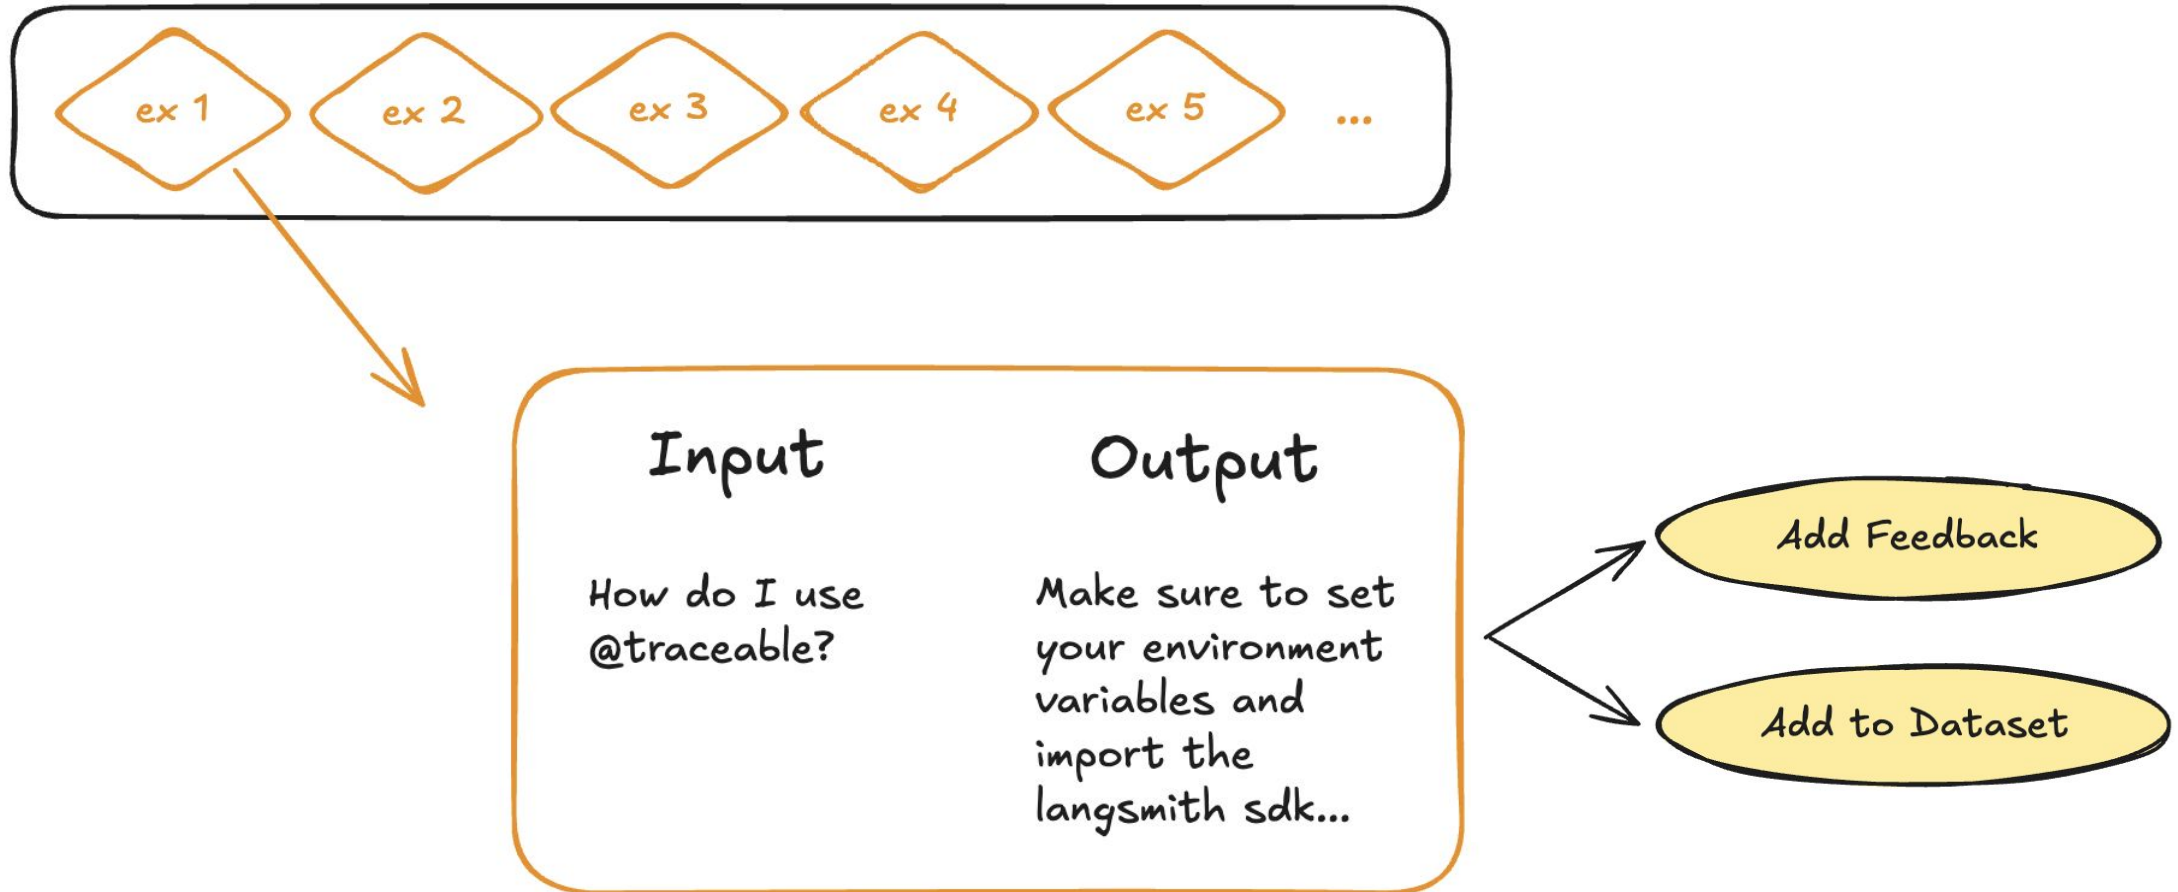 ex 1
ex 2
ex 3
ex 4
ex 5
...
Input
How do I use
@traceable?
Output
Make sure to set
your environment
variables and
import the
langsmith sdk...
Add Feedback
Add to Dataset